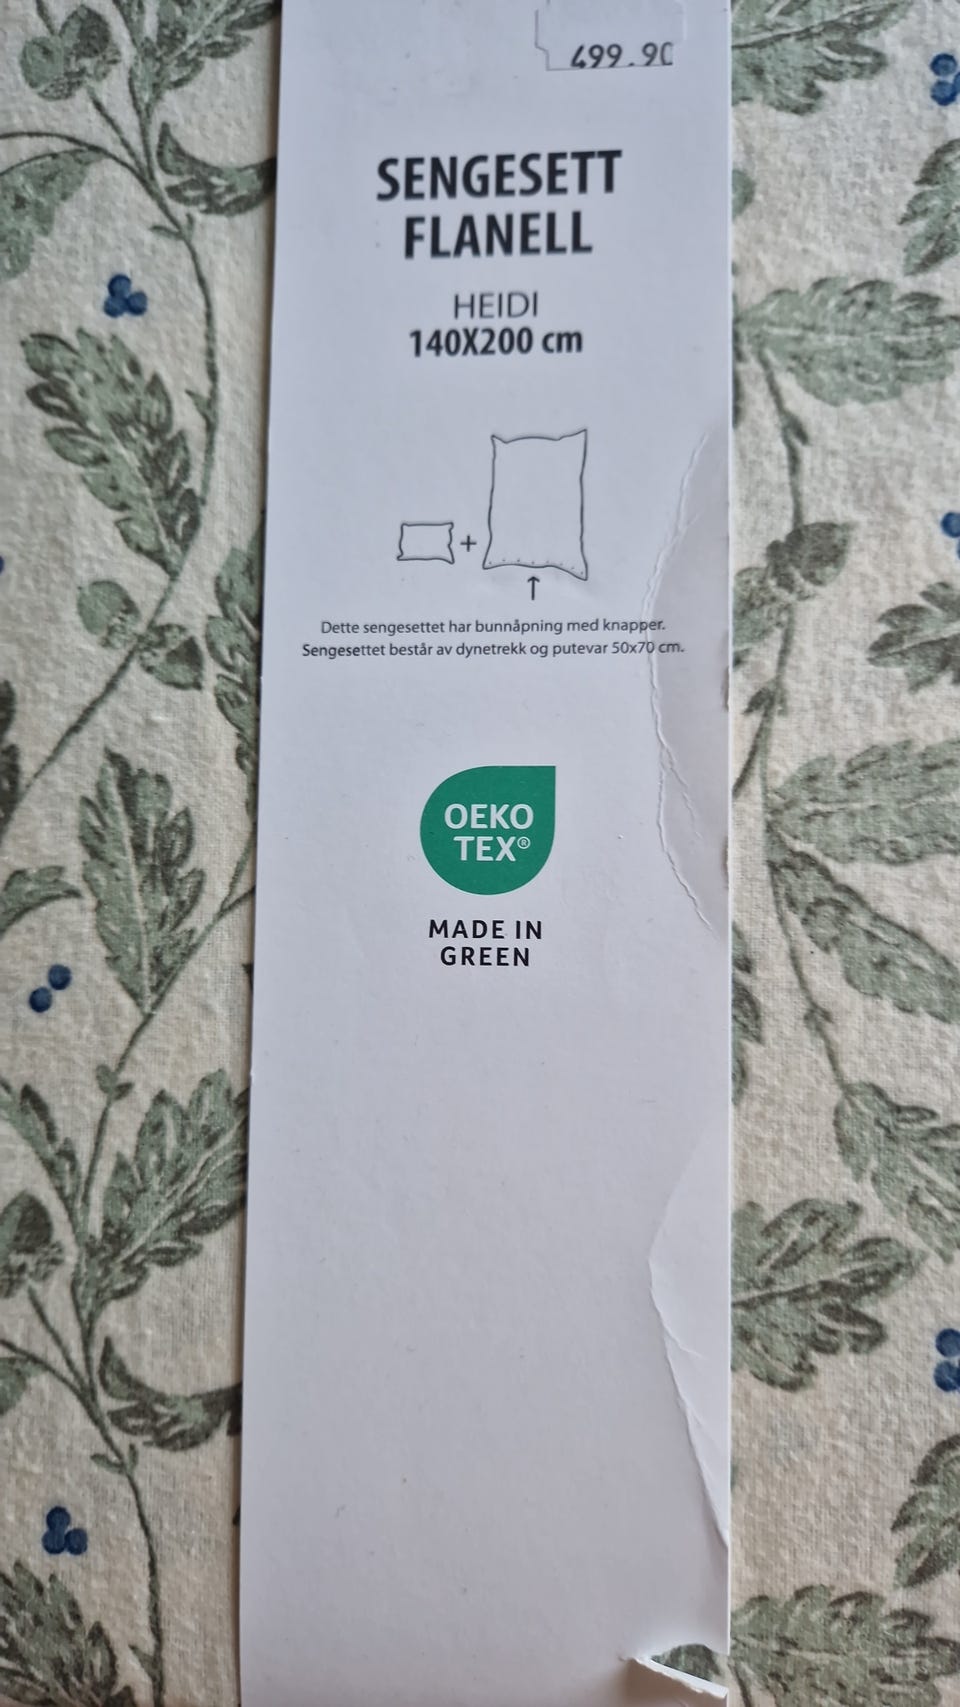 499.90
SENGESETT
FLANELL
HEIDI
140X200 cm
+
Dette sengesettet har bunnåpning med knapper.
Sengesettet består av dynetrekk og putevar 50x70 cm.
OEKO
TEX®
MADE IN
GREEN